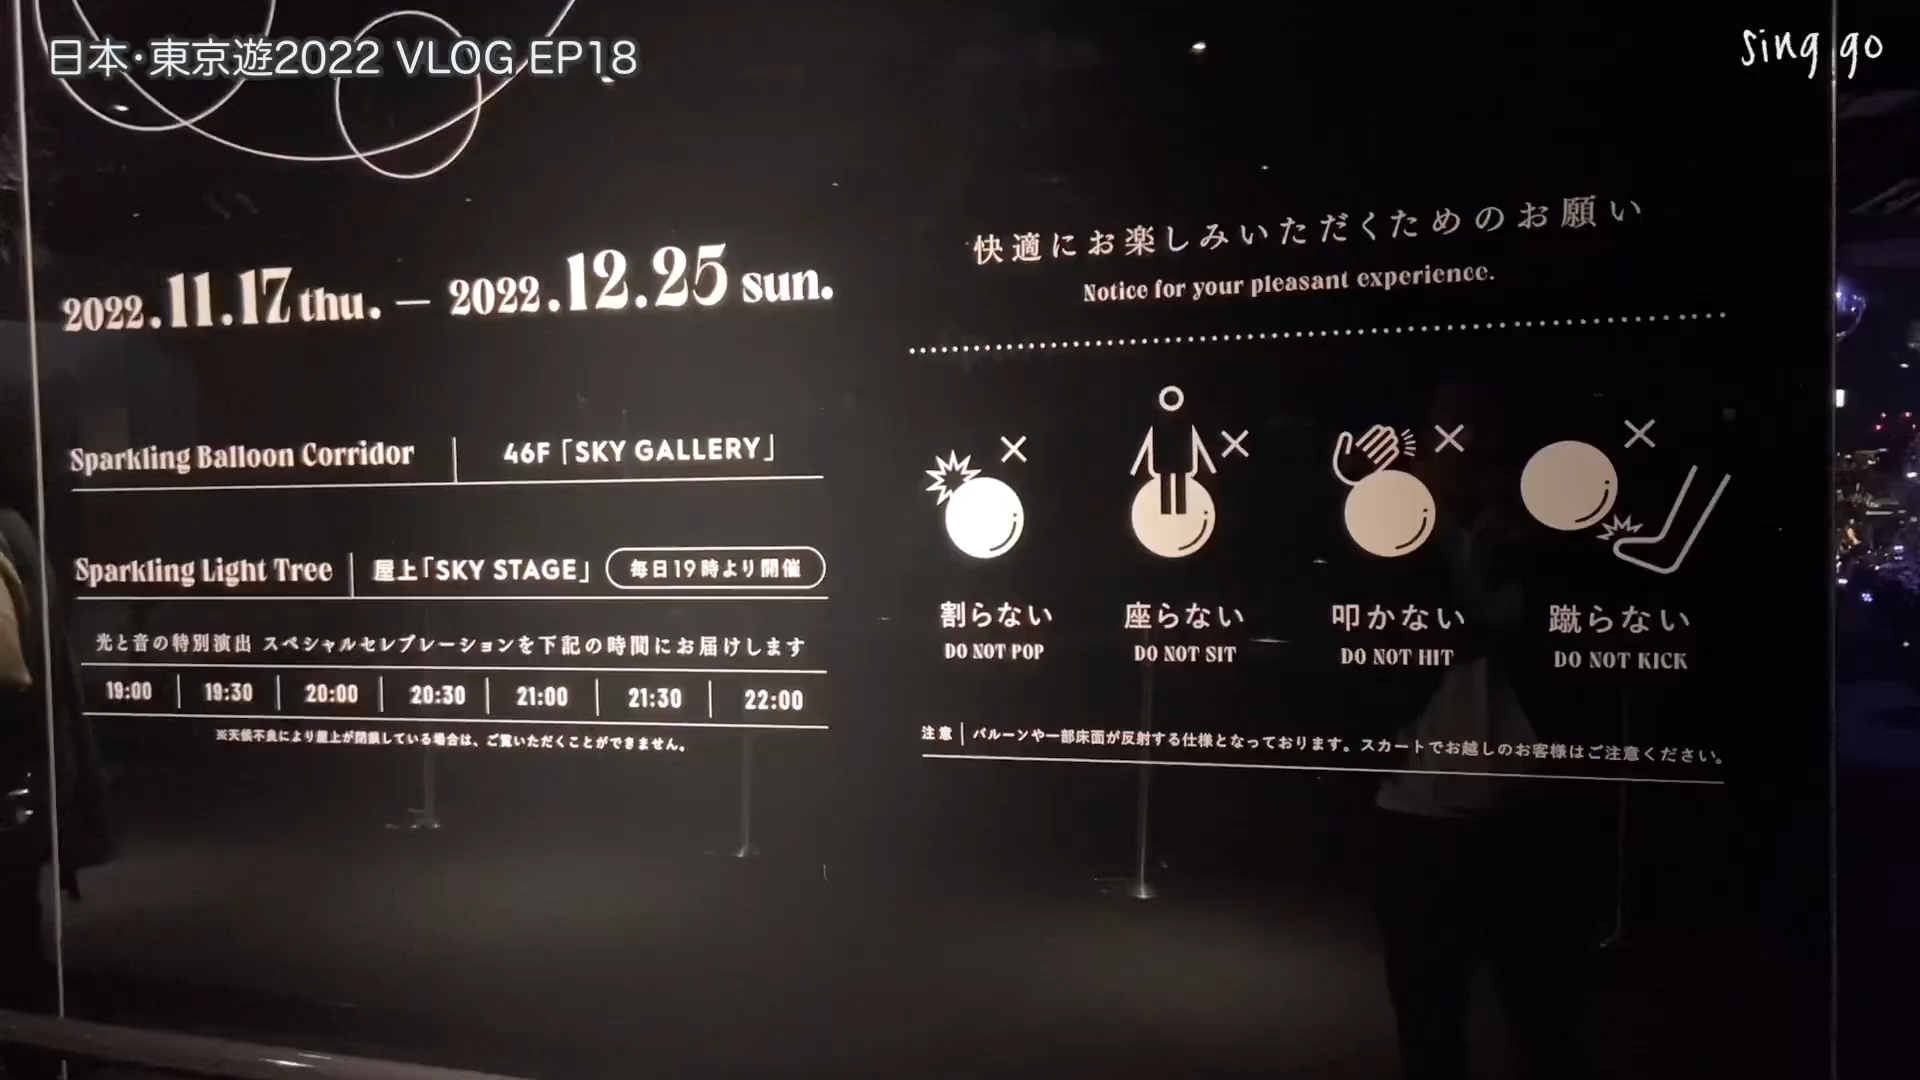 日本·東京遊2022 VLOG EP18
sing go
2022.11.17 thu. — 2022.12.25 sun.
Sparkling Balloon Corridor | 46F「SKY GALLERY」
Sparkling Light Tree | 屋上「SKY STAGE」 毎日19時より開催
光と音の特別演出 スペシャルセレブレーションを下記の時間にお届けします
19:00 | 19:30 | 20:00 | 20:30 | 21:00 | 21:30 | 22:00
※天候不良により屋上が閉鎖している場合は、ご覧いただくことができません。
快適にお楽しみいただくためのお願い
Notice for your pleasant experience.
割らない
DO NOT POP
座らない
DO NOT SIT
叩かない
DO NOT HIT
蹴らない
DO NOT KICK
注意 | バルーンや一部床面が反射する仕様となっております。スカートでお越しのお客様はご注意ください。